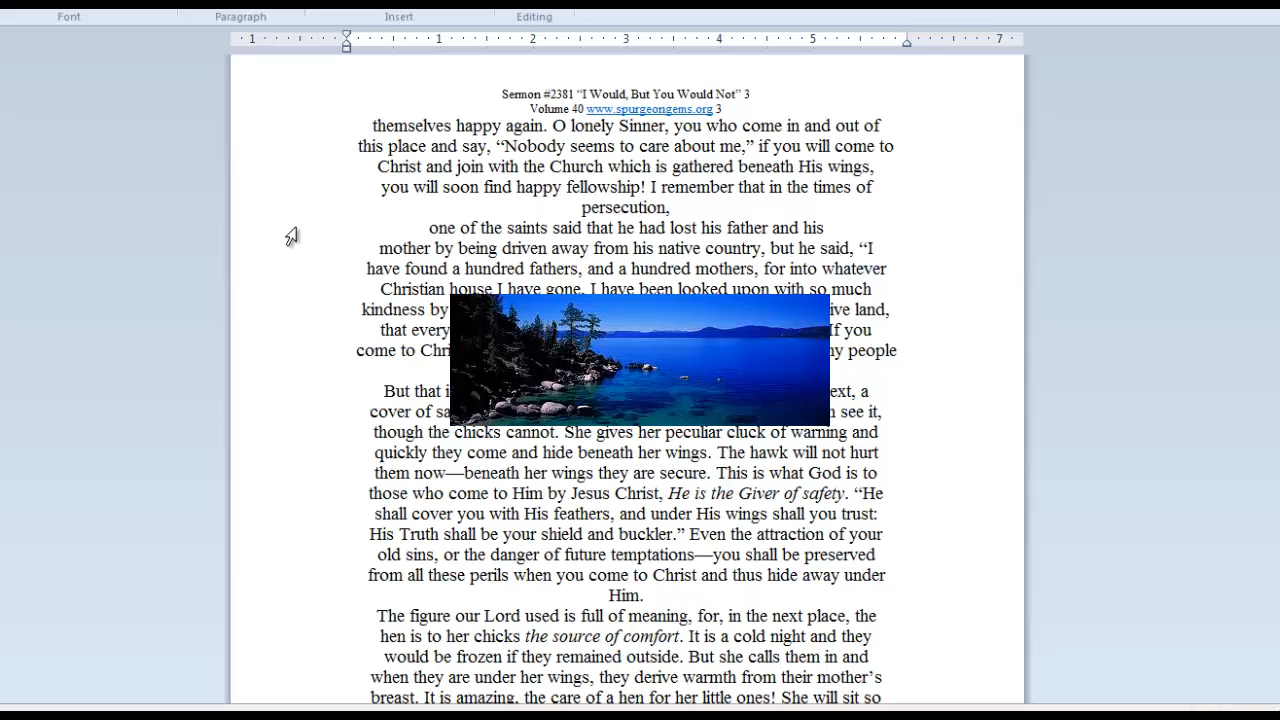 Font Paragraph Insert Editing
1 1 2 3 4 5 7
Sermon #2381 “I Would, But You Would Not” 3
Volume 40 www.spurgeongems.org 3
themselves happy again. O lonely Sinner, you who come in and out of
this place and say, “Nobody seems to care about me,” if you will come to
Christ and join with the Church which is gathered beneath His wings,
you will soon find happy fellowship! I remember that in the times of
persecution,
one of the saints said that he had lost his father and his
mother by being driven away from his native country, but he said, “I
have found a hundred fathers, and a hundred mothers, for into whatever
Christian house I have gone, I have been looked upon with so much
kindness by ive land,
that every If you
come to Chri people
But that i ext, a
cover of sa see it,
though the chicks cannot. She gives her peculiar cluck of warning and
quickly they come and hide beneath her wings. The hawk will not hurt
them now—beneath her wings they are secure. This is what God is to
those who come to Him by Jesus Christ, He is the Giver of safety. “He
shall cover you with His feathers, and under His wings shall you trust:
His Truth shall be your shield and buckler.” Even the attraction of your
old sins, or the danger of future temptations—you shall be preserved
from all these perils when you come to Christ and thus hide away under
Him.
The figure our Lord used is full of meaning, for, in the next place, the
hen is to her chicks the source of comfort. It is a cold night and they
would be frozen if they remained outside. But she calls them in and
when they are under her wings, they derive warmth from their mother’s
breast. It is amazing, the care of a hen for her little ones! She will sit so